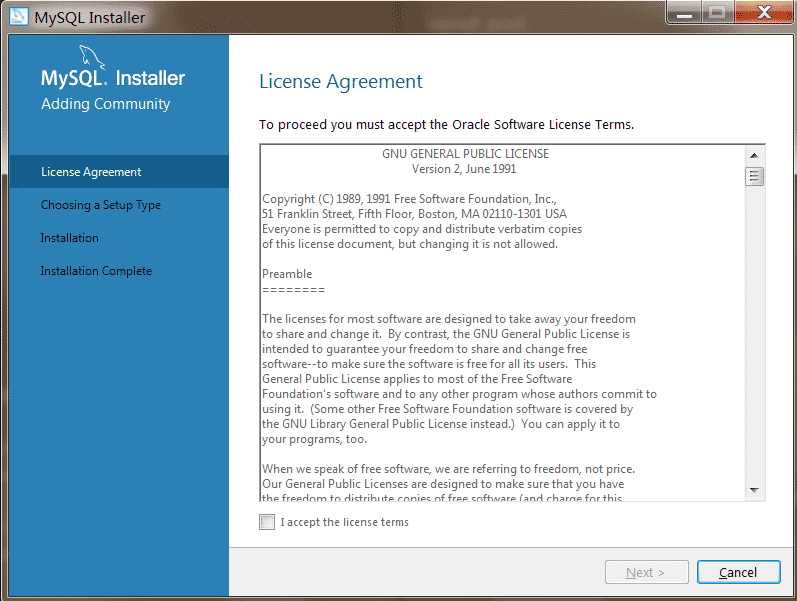 MySQL Installer
MySQL. Installer
Adding Community
License Agreement
Choosing a Setup Type
Installation
Installation Complete
License Agreement
To proceed you must accept the Oracle Software License Terms.
GNU GENERAL PUBLIC LICENSE
Version 2, June 1991
Copyright (C) 1989, 1991 Free Software Foundation, Inc.,
51 Franklin Street, Fifth Floor, Boston, MA 02110-1301 USA
Everyone is permitted to copy and distribute verbatim copies
of this license document, but changing it is not allowed.
Preamble
========
The licenses for most software are designed to take away your freedom
to share and change it.  By contrast, the GNU General Public License is
intended to guarantee your freedom to share and change free
software--to make sure the software is free for all its users.  This
General Public License applies to most of the Free Software
Foundation's software and to any other program whose authors commit to
using it.  (Some other Free Software Foundation software is covered by
the GNU Library General Public License instead.)  You can apply it to
your programs, too.
When we speak of free software, we are referring to freedom, not price.
Our General Public Licenses are designed to make sure that you have
the freedom to distribute copies of free software (and charge for this
I accept the license terms
Next >
Cancel